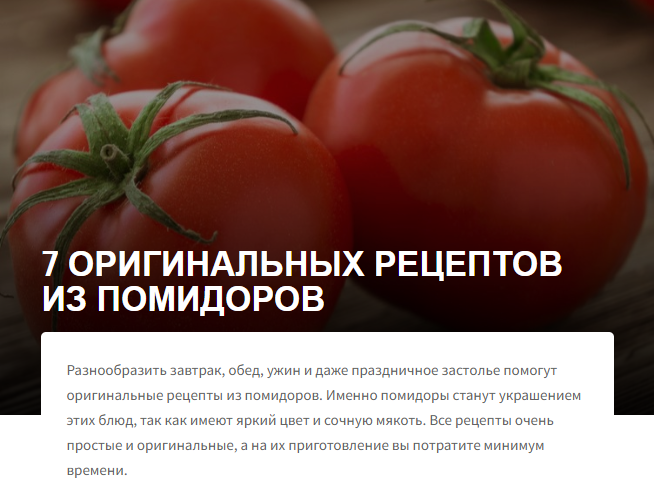 7 ОРИГИНАЛЬНЫХ РЕЦЕПТОВ
ИЗ ПОМИДОРОВ
Разнообразить завтрак, обед, ужин и даже праздничное застолье помогут
оригинальные рецепты из помидоров. Именно помидоры станут украшением
этих блюд, так как имеют яркий цвет и сочную мякоть. Все рецепты очень
простые и оригинальные, а на их приготовление вы потратите минимум
времени.